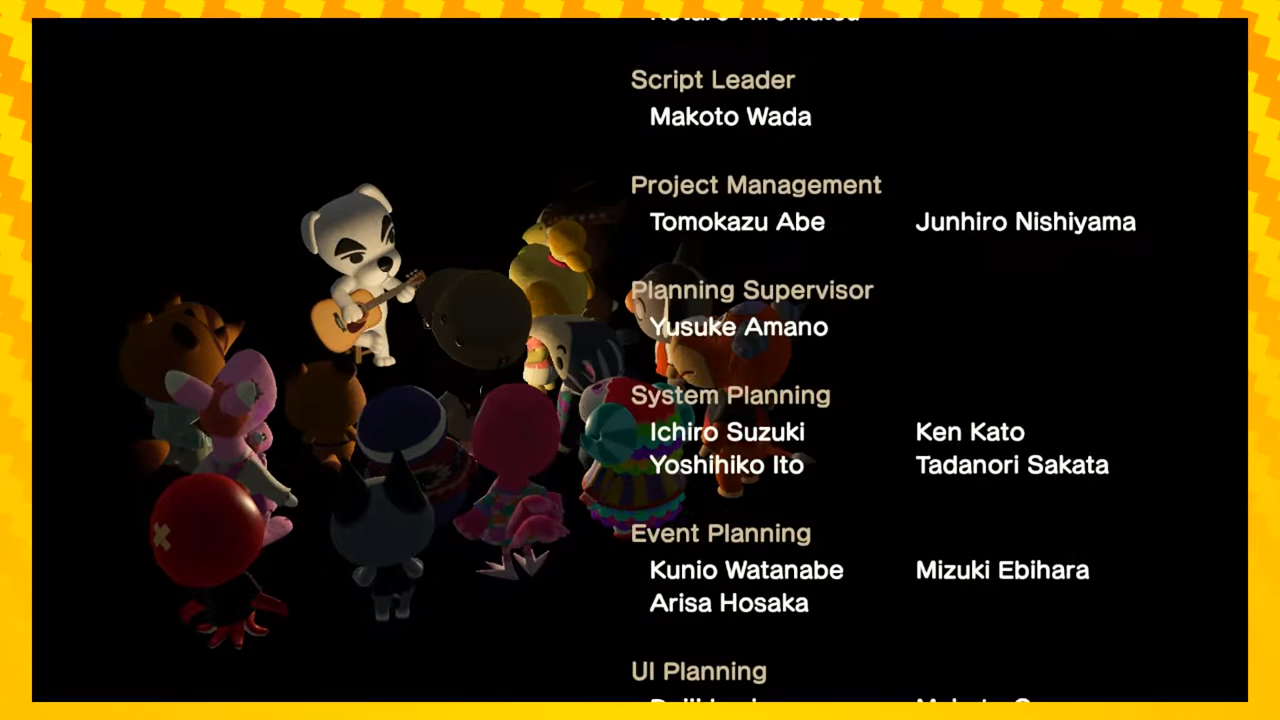 Script Leader
Makoto Wada
Project Management
Tomokazu Abe Junhiro Nishiyama
Planning Supervisor
Yusuke Amano
System Planning
Ichiro Suzuki Ken Kato
Yoshihiko Ito Tadanori Sakata
Event Planning
Kunio Watanabe Mizuki Ebihara
Arisa Hosaka
UI Planning